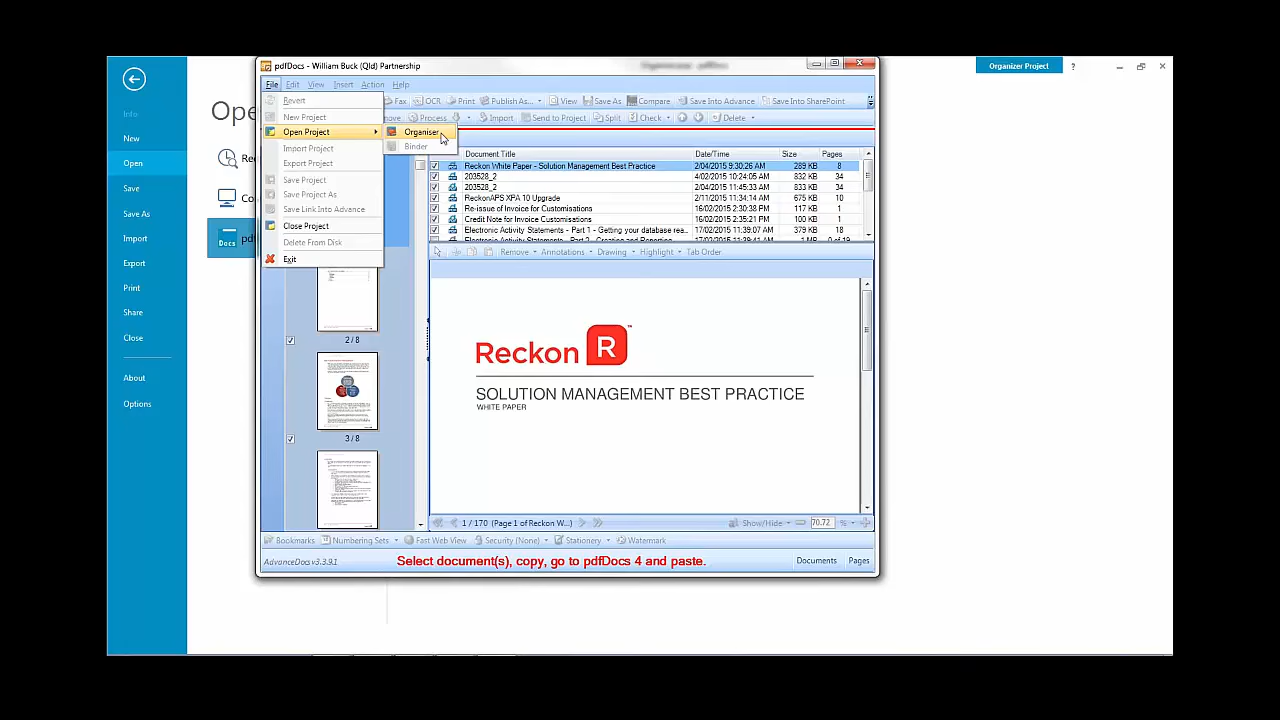 pdfDocs - William Buck (Qld) Partnership
Organizer Project
?
File Edit View Insert Action Help
Info
New
Open
Save
Save As
Import
Export
Print
Share
Close
About
Options
Docs
Revert
New Project
Open Project
Import Project
Export Project
Save Project
Save Project As
Save Link Into Advance
Close Project
Delete From Disk
Exit
Organiser
Binder
Fax OCR Print Publish As... View Save As Compare Save Into Advance Save Into SharePoint
Process Import Send to Project Split Check Delete
Document Title Date/Time Size Pages
Reckon White Paper - Solution Management Best Practice 2/04/2015 9:30:26 AM 289 KB 8
203528_2 4/02/2015 10:24:05 AM 832 KB 34
203528_2 2/04/2015 11:45:33 AM 833 KB 34
ReckonAPS XPA 10 Upgrade 2/11/2015 11:34:14 AM 675 KB 10
Re-issue of Invoice for Customisations 16/02/2015 2:30:38 PM 117 KB 1
Credit Note for Invoice Customisations 16/02/2015 2:35:21 PM 100 KB 1
Electronic Activity Statements - Part 1 - Getting your database rea... 17/02/2015 11:37:09 AM 379 KB 18
Remove Annotations Drawing Highlight Tab Order
2 / 8
3 / 8
Reckon R
SOLUTION MANAGEMENT BEST PRACTICE
WHITE PAPER
1 / 170 (Page 1 of Reckon W...) Show/Hide 70.72 %
Bookmarks Numbering Sets Fast Web View Security (None) Stationery Watermark
AdvanceDocs v3.3.9.1 Select document(s), copy, go to pdfDocs 4 and paste. Documents Pages